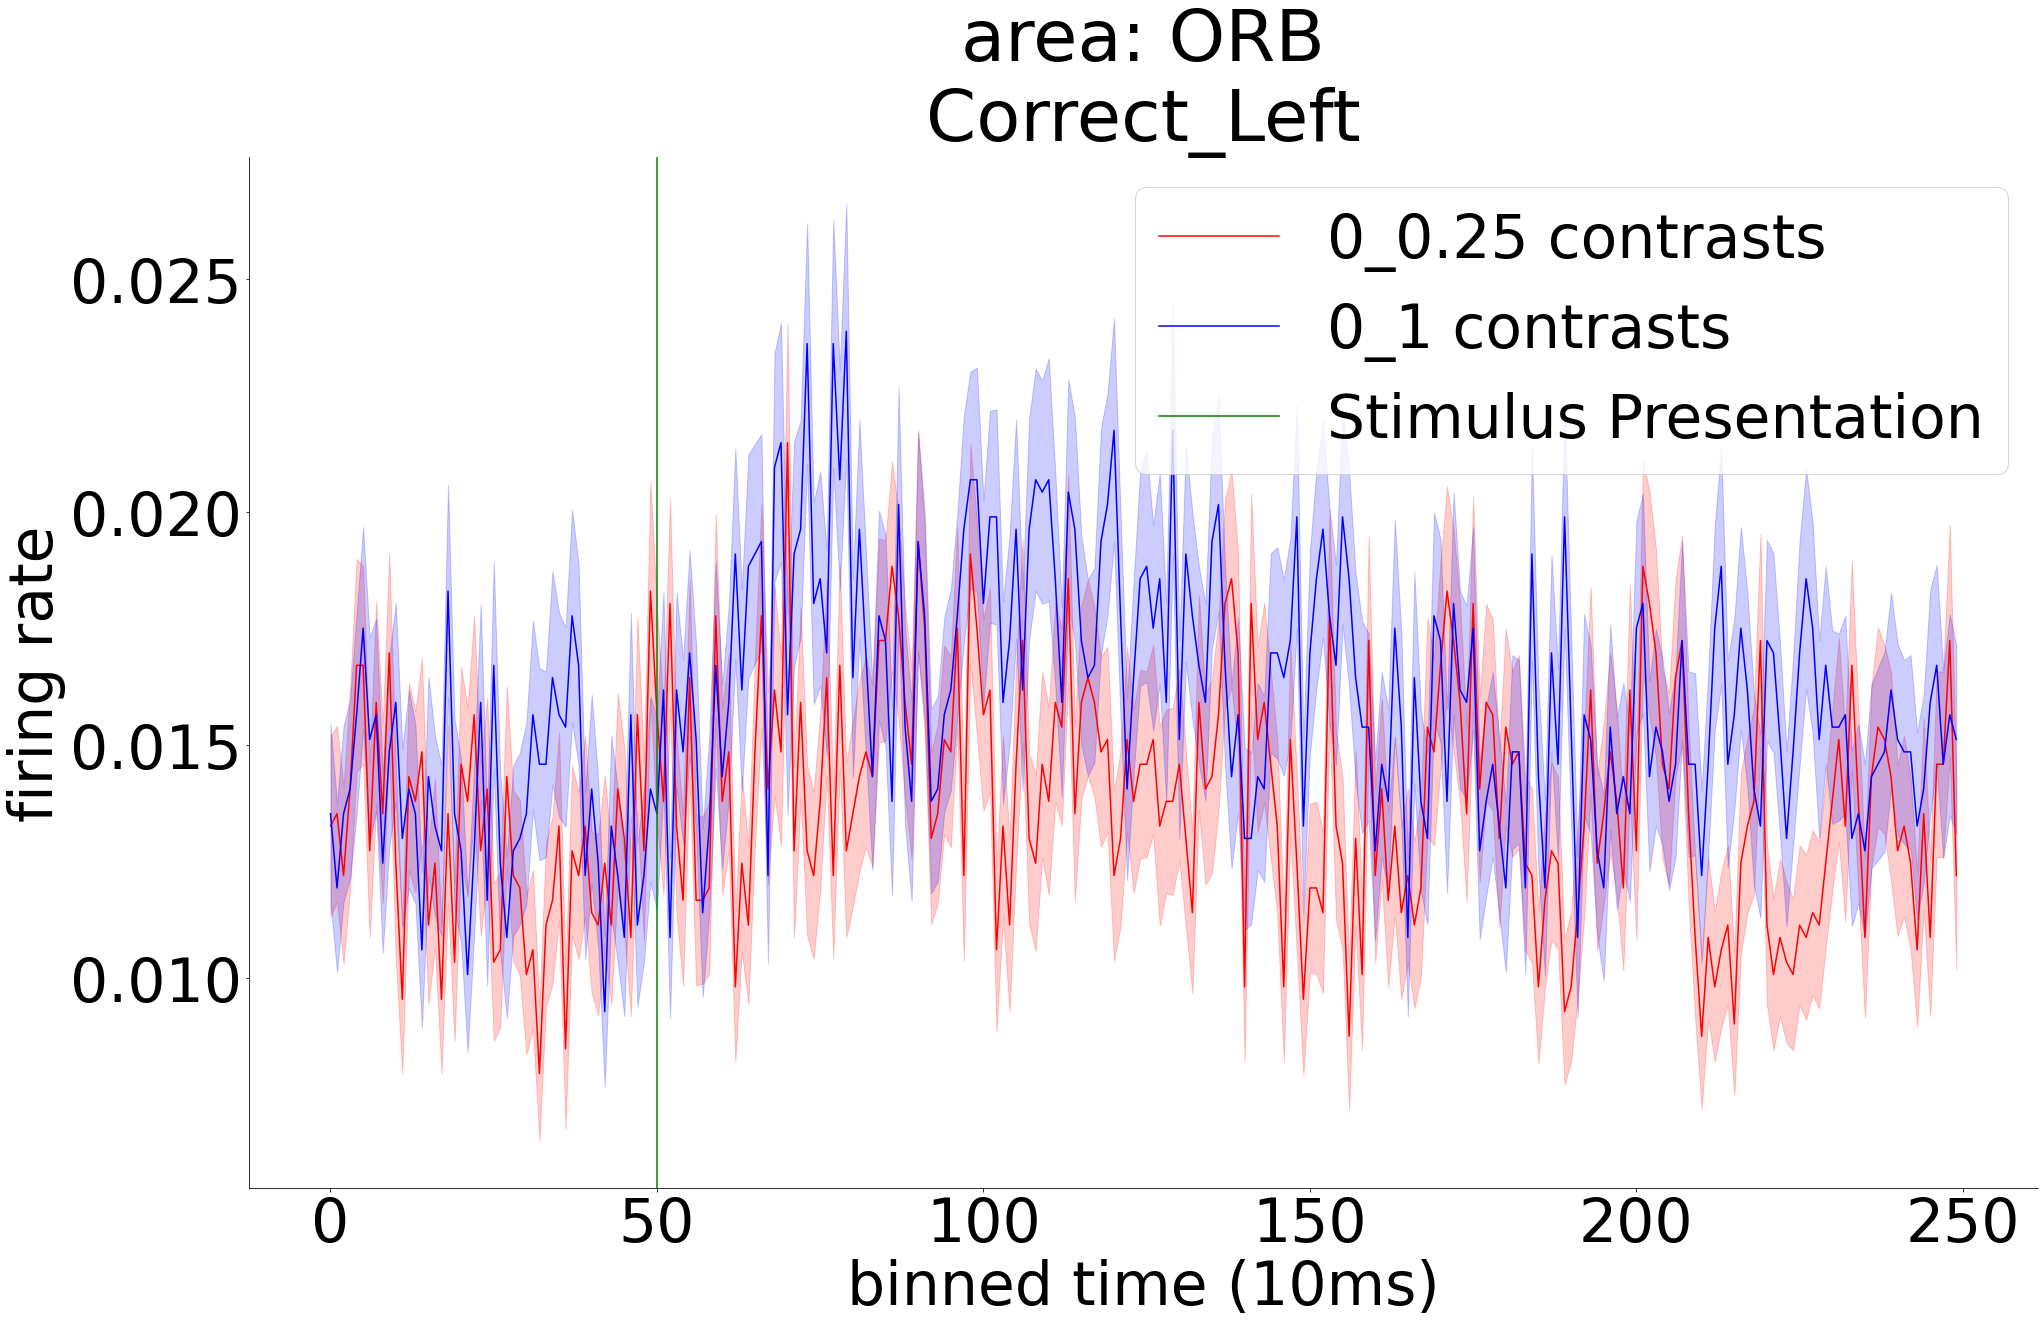 area: ORB
Correct_Left
0_0.25 contrasts
0_1 contrasts
Stimulus Presentation
firing rate
0.025
0.020
0.015
0.010
0 50 100 150 200 250
binned time (10ms)